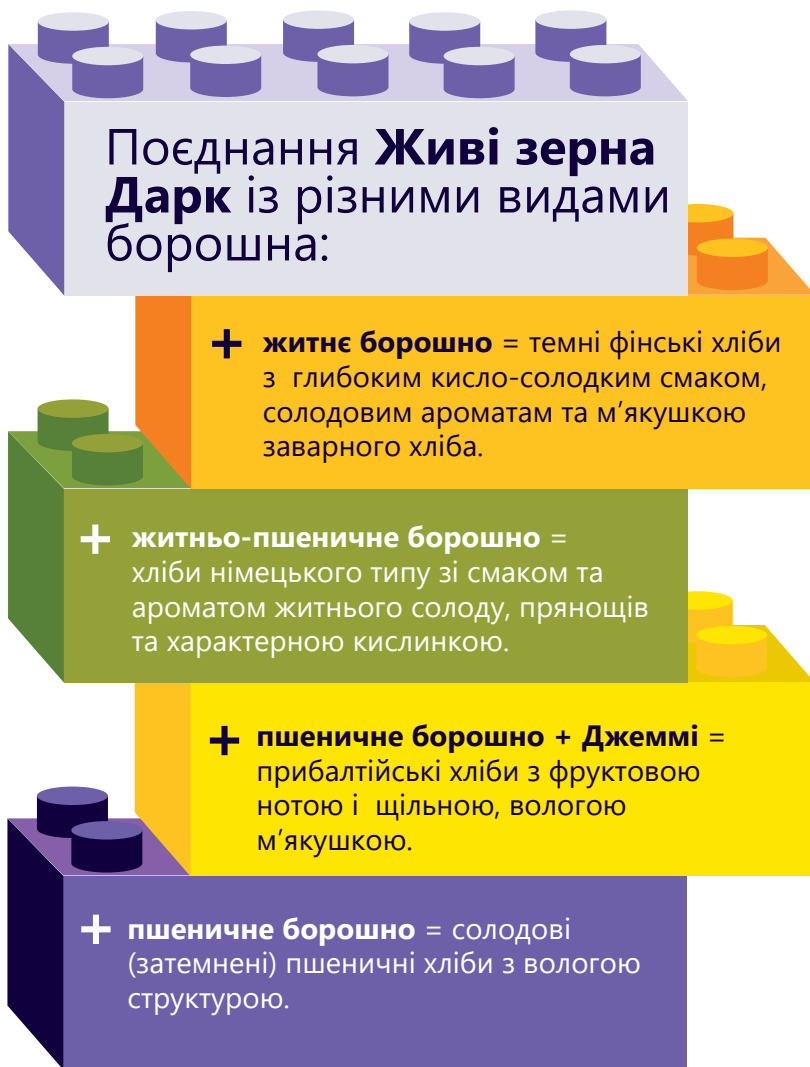 Поєднання Живі зерна
Дарк із різними видами
борошна:
+ житнє борошно = темні фінські хліби
з глибоким кисло-солодким смаком,
солодовим ароматам та м’якушкою
заварного хліба.
+ житньо-пшеничне борошно =
хліби німецького типу зі смаком та
ароматом житнього солоду, прянощів
та характерною кислинкою.
+ пшеничне борошно + Джеммі =
прибалтійські хліби з фруктовою
нотою і щільною, вологою
м’якушкою.
+ пшеничне борошно = солодові
(затемнені) пшеничні хліби з вологою
структурою.